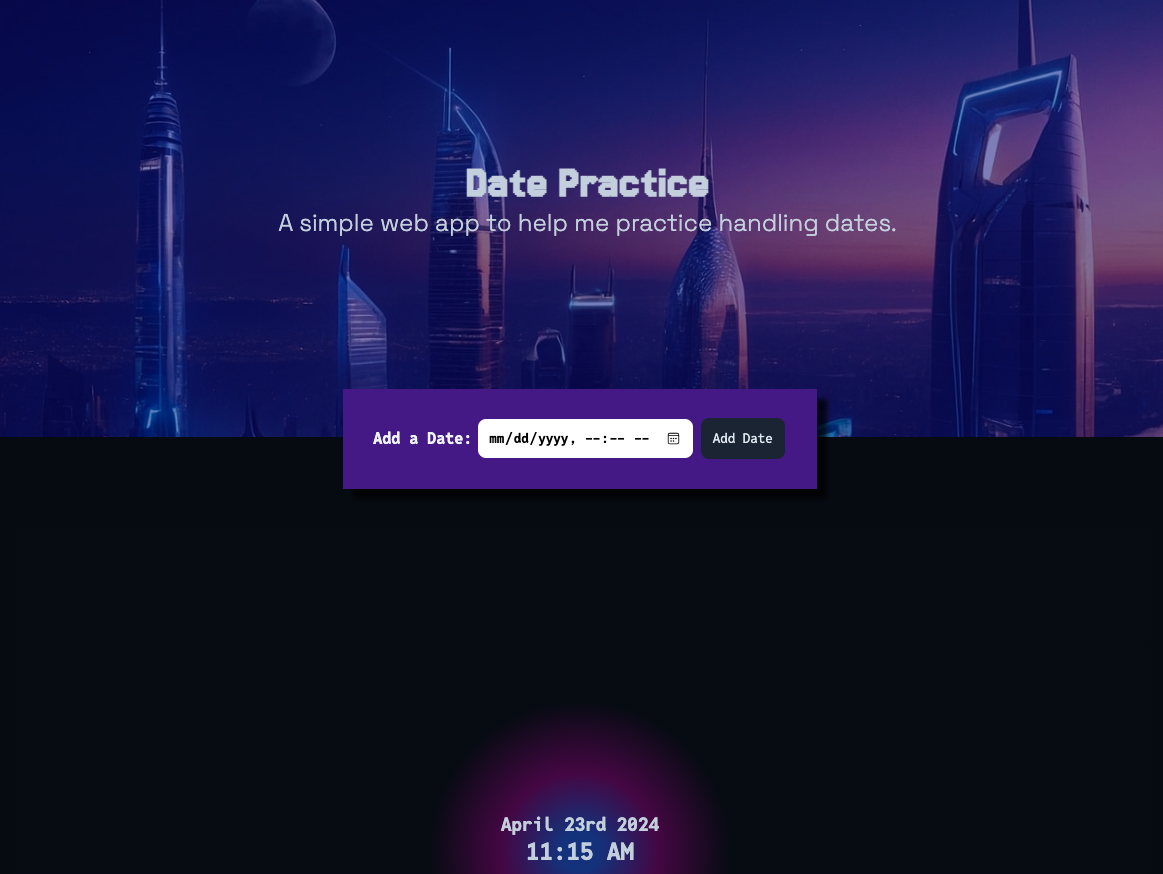 Date Practice
A simple web app to help me practice handling dates.
Add a Date: mm/dd/yyyy, --:-- -- Add Date
April 23rd 2024
11:15 AM